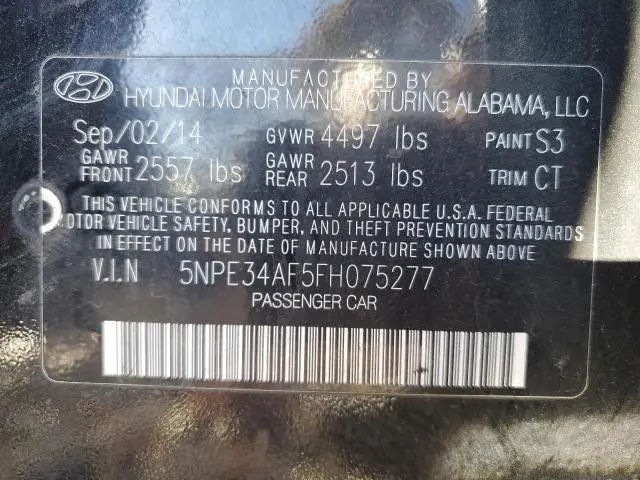 MANUFACTURED BY
HYUNDAI MOTOR MANUFACTURING ALABAMA, LLC
Sep/02/14 GVWR 4497 lbs PAINT S3
GAWR FRONT 2557 lbs GAWR REAR 2513 lbs TRIM CT
THIS VEHICLE CONFORMS TO ALL APPLICABLE U.S.A. FEDERAL
MOTOR VEHICLE SAFETY, BUMPER, AND THEFT PREVENTION STANDARDS
IN EFFECT ON THE DATE OF MANUFACTURE SHOWN ABOVE
V.I.N 5NPE34AF5FH075277
PASSENGER CAR